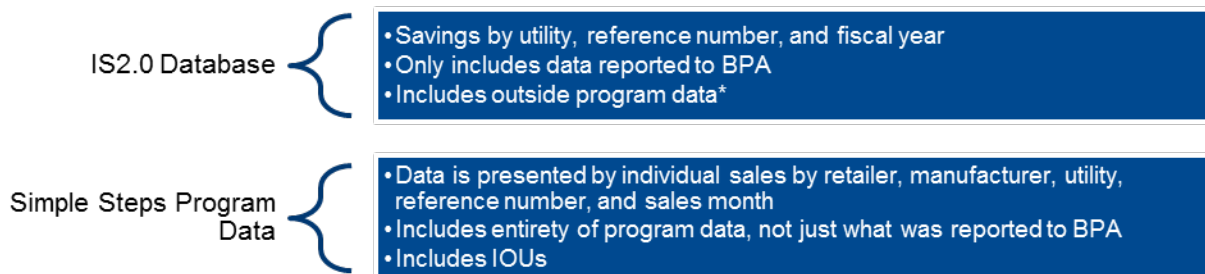 IS2.0 Database
• Savings by utility, reference number, and fiscal year
• Only includes data reported to BPA
• Includes outside program data*
Simple Steps Program
Data
• Data is presented by individual sales by retailer, manufacturer, utility,
reference number, and sales month
• Includes entirety of program data, not just what was reported to BPA
• Includes IOUs